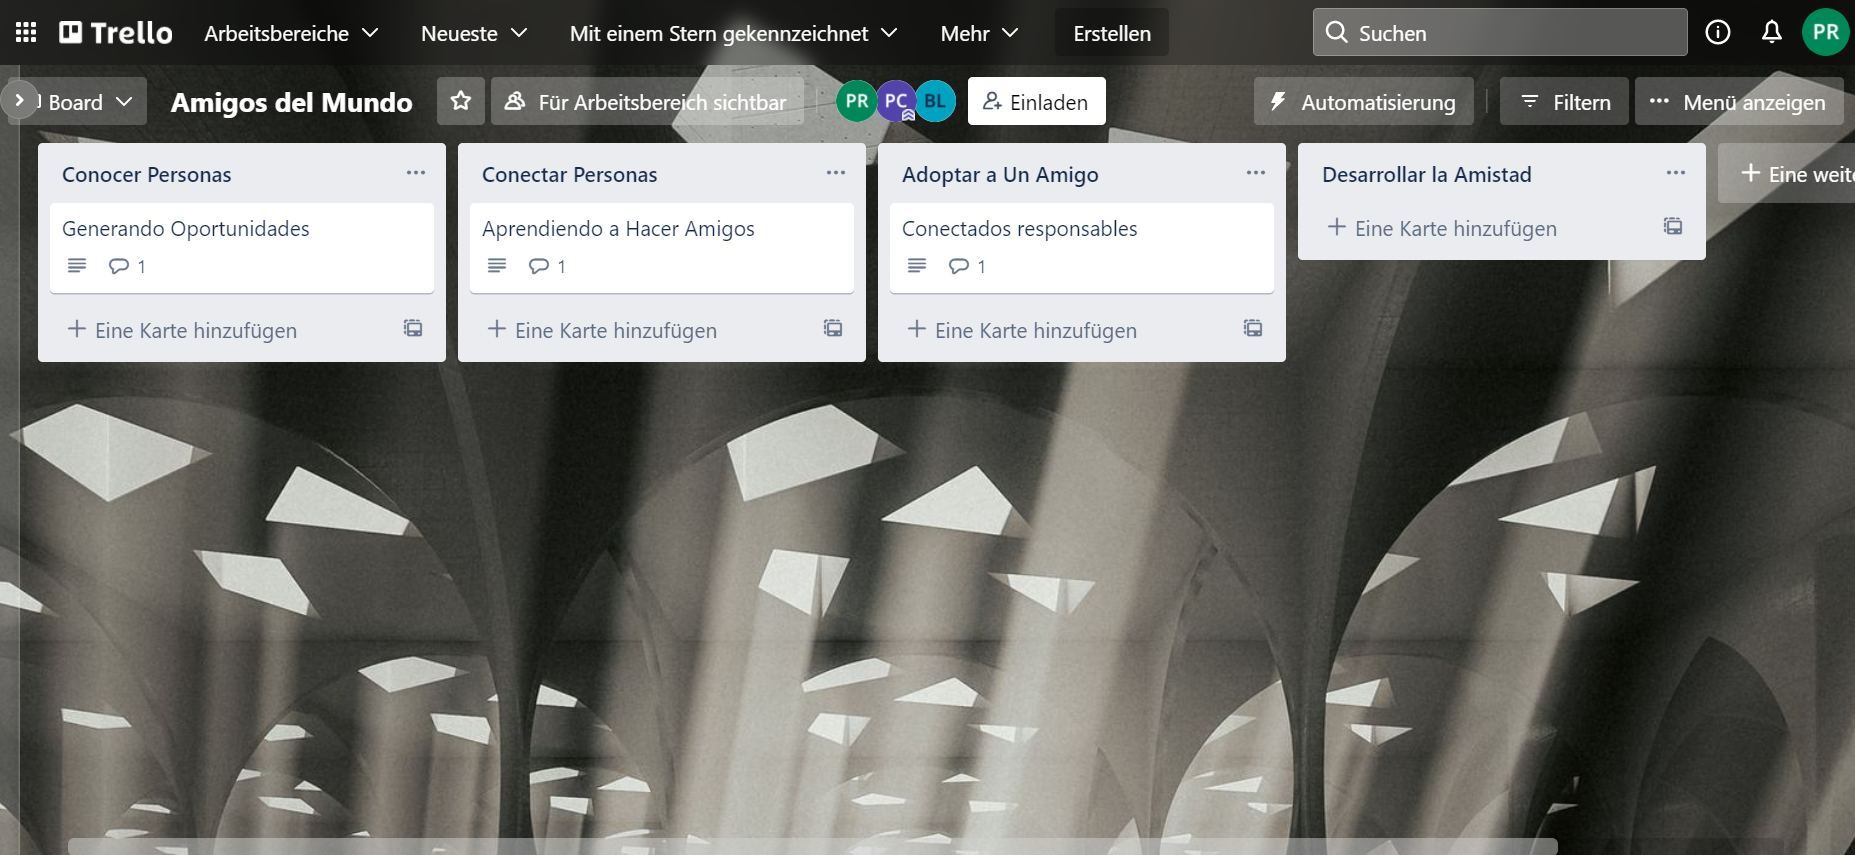 Trello
Arbeitsbereiche
Neueste
Mit einem Stern gekennzeichnet
Mehr
Erstellen
Suchen
PR
Board
Amigos del Mundo
Für Arbeitsbereich sichtbar
PR
PC
BL
Einladen
Automatisierung
Filtern
Menü anzeigen
Conocer Personas
Generando Oportunidades
1
Eine Karte hinzufügen
Conectar Personas
Aprendiendo a Hacer Amigos
1
Eine Karte hinzufügen
Adoptar a Un Amigo
Conectados responsables
1
Eine Karte hinzufügen
Desarrollar la Amistad
Eine Karte hinzufügen
Eine weite